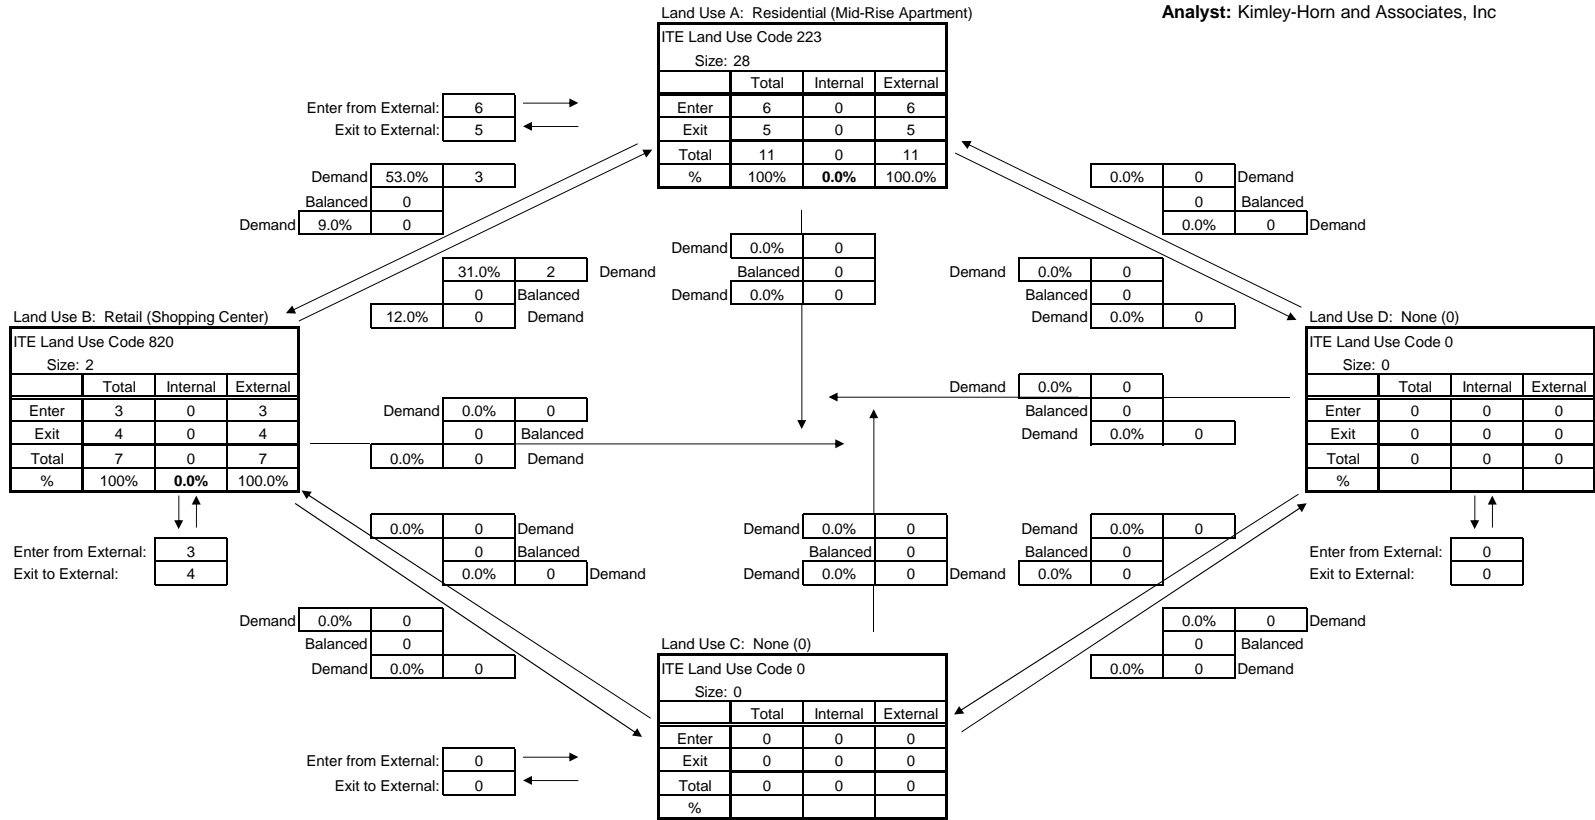 Land Use A: Residential (Mid-Rise Apartment)
Analyst: Kimley-Horn and Associates, Inc
ITE Land Use Code 223
Size: 28
Total Internal External
Enter 6 0 6
Exit 5 0 5
Total 11 0 11
% 100% 0.0% 100.0%
Enter from External: 6
Exit to External: 5
Demand 53.0% 3
Balanced 0
Demand 9.0% 0
0.0% 0 Demand
0 Balanced
0.0% 0 Demand
Demand 0.0% 0
Balanced 0
Demand 0.0% 0
31.0% 2 Demand
0 Balanced
12.0% 0 Demand
Demand 0.0% 0
Balanced 0
Demand 0.0% 0
Land Use B: Retail (Shopping Center)
ITE Land Use Code 820
Size: 2
Total Internal External
Enter 3 0 3
Exit 4 0 4
Total 7 0 7
% 100% 0.0% 100.0%
Land Use D: None (0)
ITE Land Use Code 0
Size: 0
Total Internal External
Enter 0 0 0
Exit 0 0 0
Total 0 0 0
%
Demand 0.0% 0
0 Balanced
0.0% 0 Demand
Demand 0.0% 0
Balanced 0
Demand 0.0% 0
Enter from External: 3
Exit to External: 4
0.0% 0 Demand
0 Balanced
0.0% 0 Demand
Demand 0.0% 0
Balanced 0
Demand 0.0% 0
Demand 0.0% 0
Balanced 0
Demand 0.0% 0
Enter from External: 0
Exit to External: 0
Demand 0.0% 0
Balanced 0
Demand 0.0% 0
0.0% 0 Demand
0 Balanced
0.0% 0 Demand
Land Use C: None (0)
ITE Land Use Code 0
Size: 0
Total Internal External
Enter 0 0 0
Exit 0 0 0
Total 0 0 0
%
Enter from External: 0
Exit to External: 0